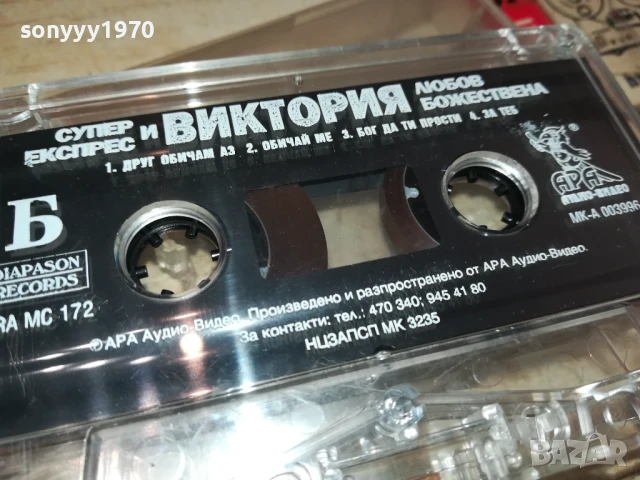 sonyyy1970
СУПЕР ЕКСПРЕС и ВИКТОРИЯ ЛЮБОВ БОЖЕСТВЕНА
1. ДРУГ ОБИЧАМ АЗ 2. ОБИЧАЙ МЕ 3. БОГ ДА ТИ ПРОСТИ 4. ЗА ТЕБ
Б
DIAPASON
RECORDS
RA MC 172
АРА
АУДИО-ВИДЕО
МК-А 003996
©АРА Аудио-Видео. Произведено и разпространено от АРА Аудио-Видео.
За контакти: тел.: 470 340; 945 41 80
НЦЗАПСП МК 3235
BAZAR